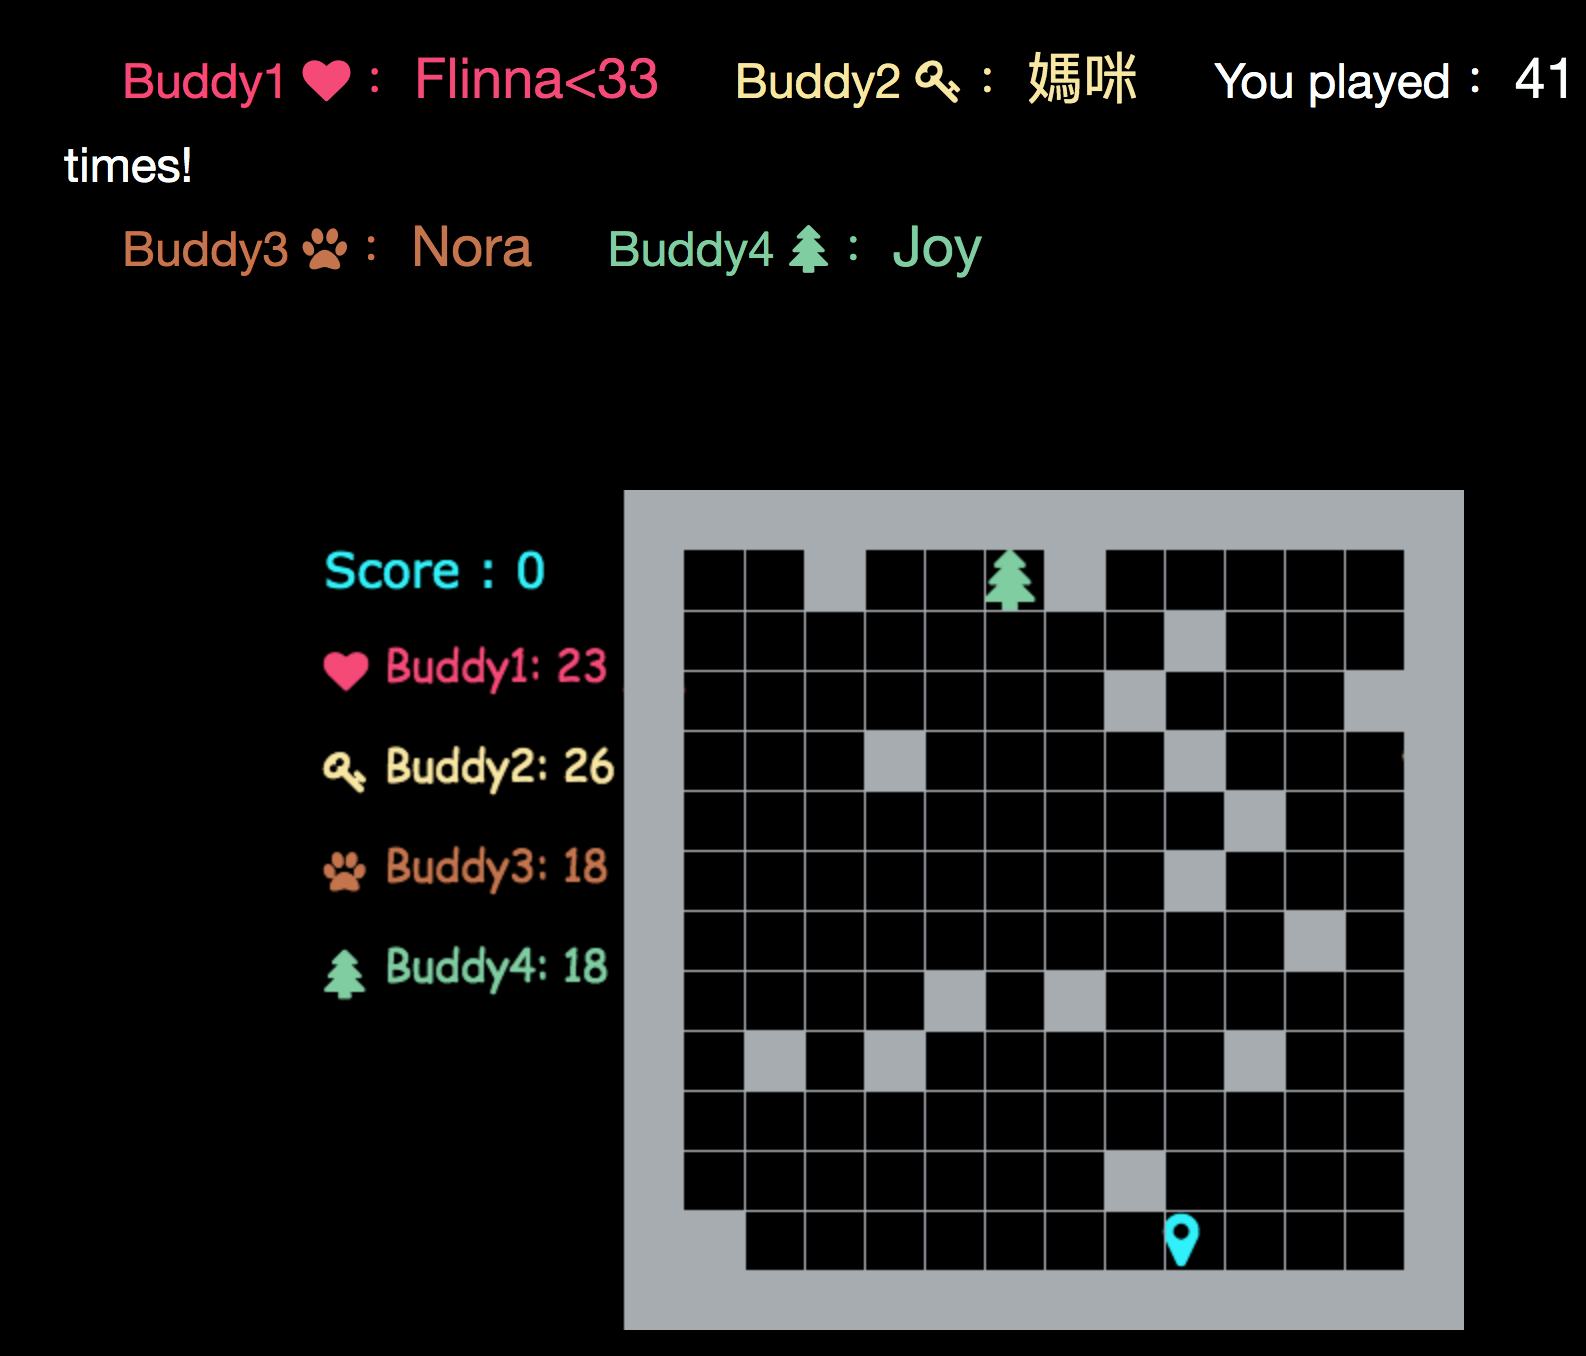 Buddy1 : Flinna<33 Buddy2 : 媽咪 You played : 41
times!
Buddy3 : Nora Buddy4 : Joy
Score : 0
Buddy1: 23
Buddy2: 26
Buddy3: 18
Buddy4: 18